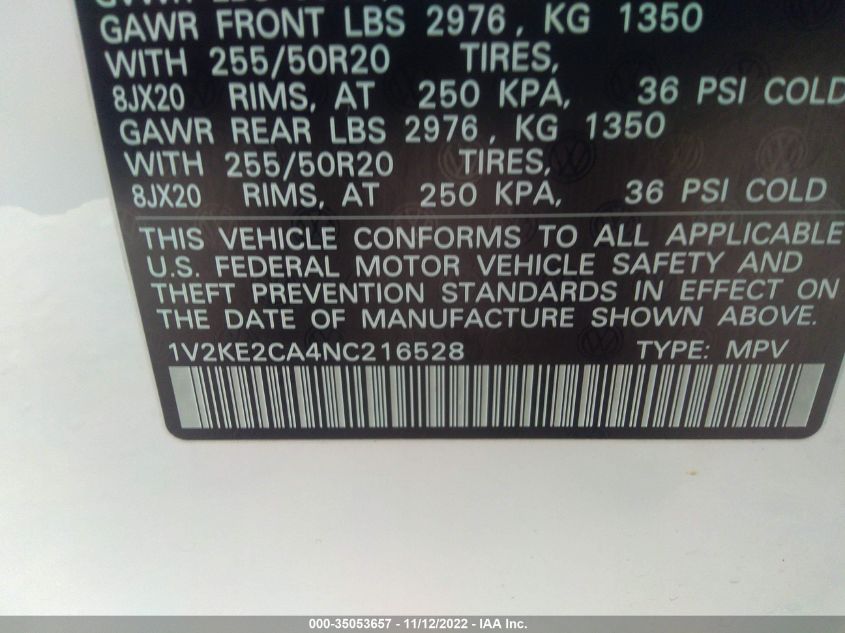 GAWR FRONT LBS 2976, KG 1350
WITH 255/50R20 TIRES,
8JX20 RIMS, AT 250 KPA, 36 PSI COLD
GAWR REAR LBS 2976, KG 1350
WITH 255/50R20 TIRES,
8JX20 RIMS, AT 250 KPA, 36 PSI COLD
THIS VEHICLE CONFORMS TO ALL APPLICABLE
U.S. FEDERAL MOTOR VEHICLE SAFETY AND
THEFT PREVENTION STANDARDS IN EFFECT ON
THE DATE OF MANUFACTURE SHOWN ABOVE.
1V2KE2CA4NC216528 TYPE: MPV
000-35053657 - 11/12/2022 - IAA Inc.